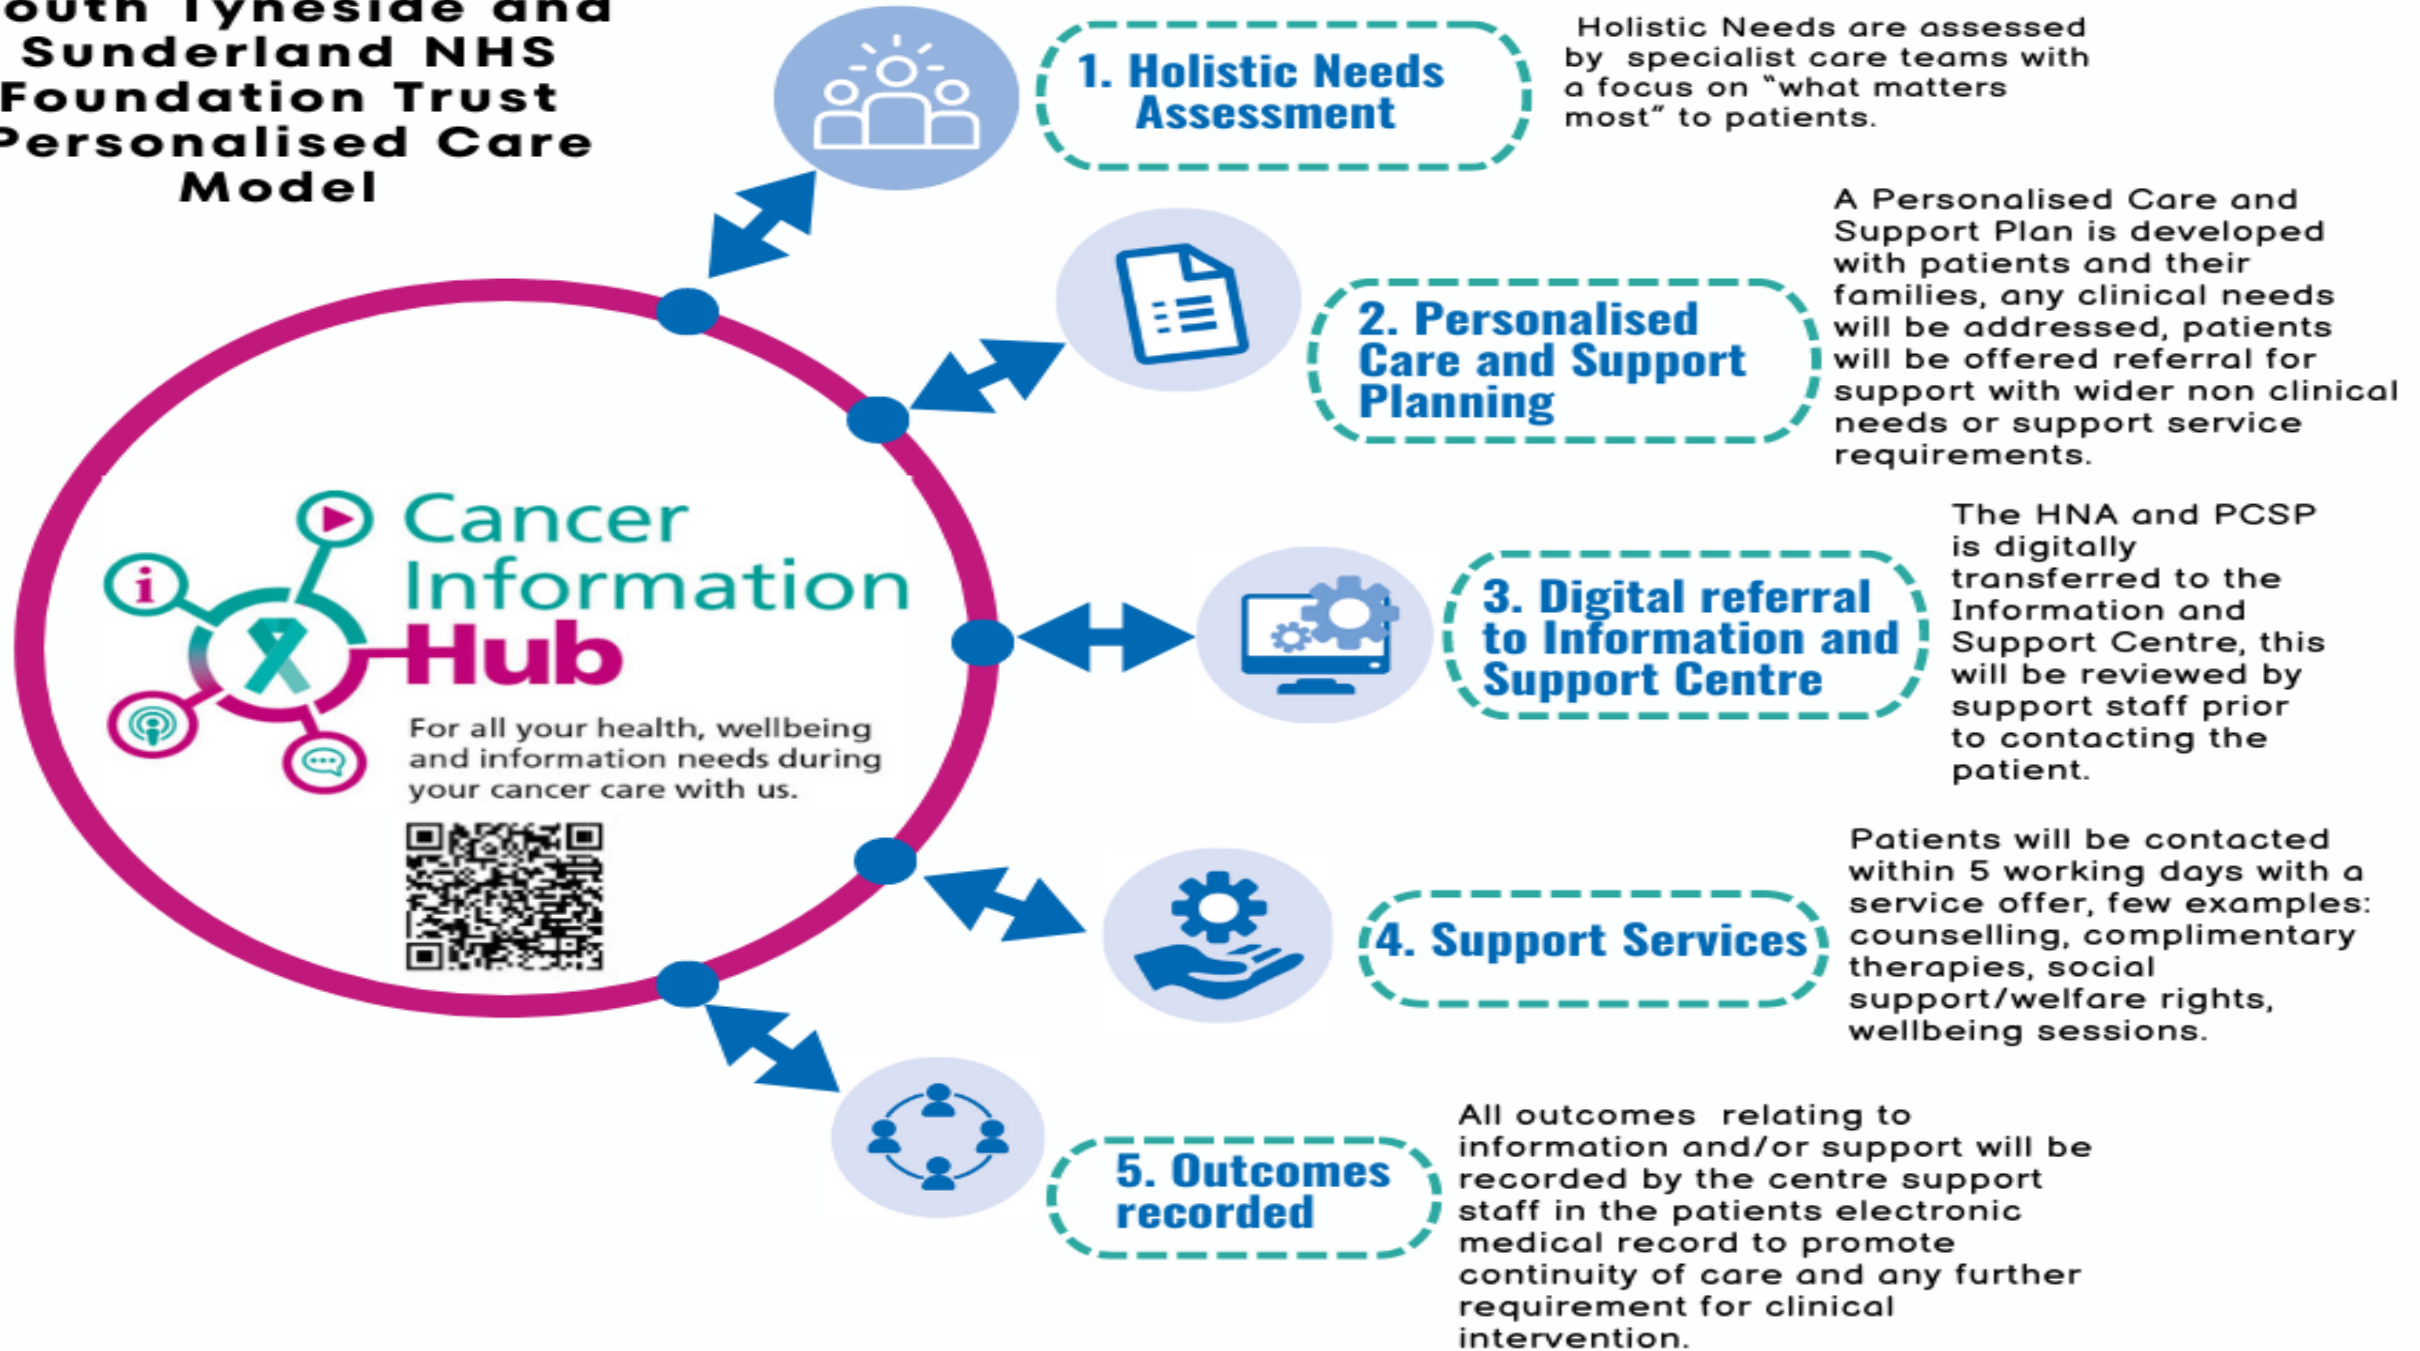 outh Tyneside and
Sunderland NHS
Foundation Trust
Personalised Care
Model
1. Holistic Needs
Assessment
Holistic Needs are assessed
by specialist care teams with
a focus on “what matters
most” to patients.
2. Personalised
Care and Support
Planning
A Personalised Care and
Support Plan is developed
with patients and their
families, any clinical needs
will be addressed, patients
will be offered referral for
support with wider non clinical
needs or support service
requirements.
Cancer
Information
Hub
For all your health, wellbeing
and information needs during
your cancer care with us.
i
3. Digital referral
to Information and
Support Centre
The HNA and PCSP
is digitally
transferred to the
Information and
Support Centre, this
will be reviewed by
support staff prior
to contacting the
patient.
4. Support Services
Patients will be contacted
within 5 working days with a
service offer, few examples:
counselling, complimentary
therapies, social
support/welfare rights,
wellbeing sessions.
5. Outcomes
recorded
All outcomes relating to
information and/or support will be
recorded by the centre support
staff in the patients electronic
medical record to promote
continuity of care and any further
requirement for clinical
intervention.